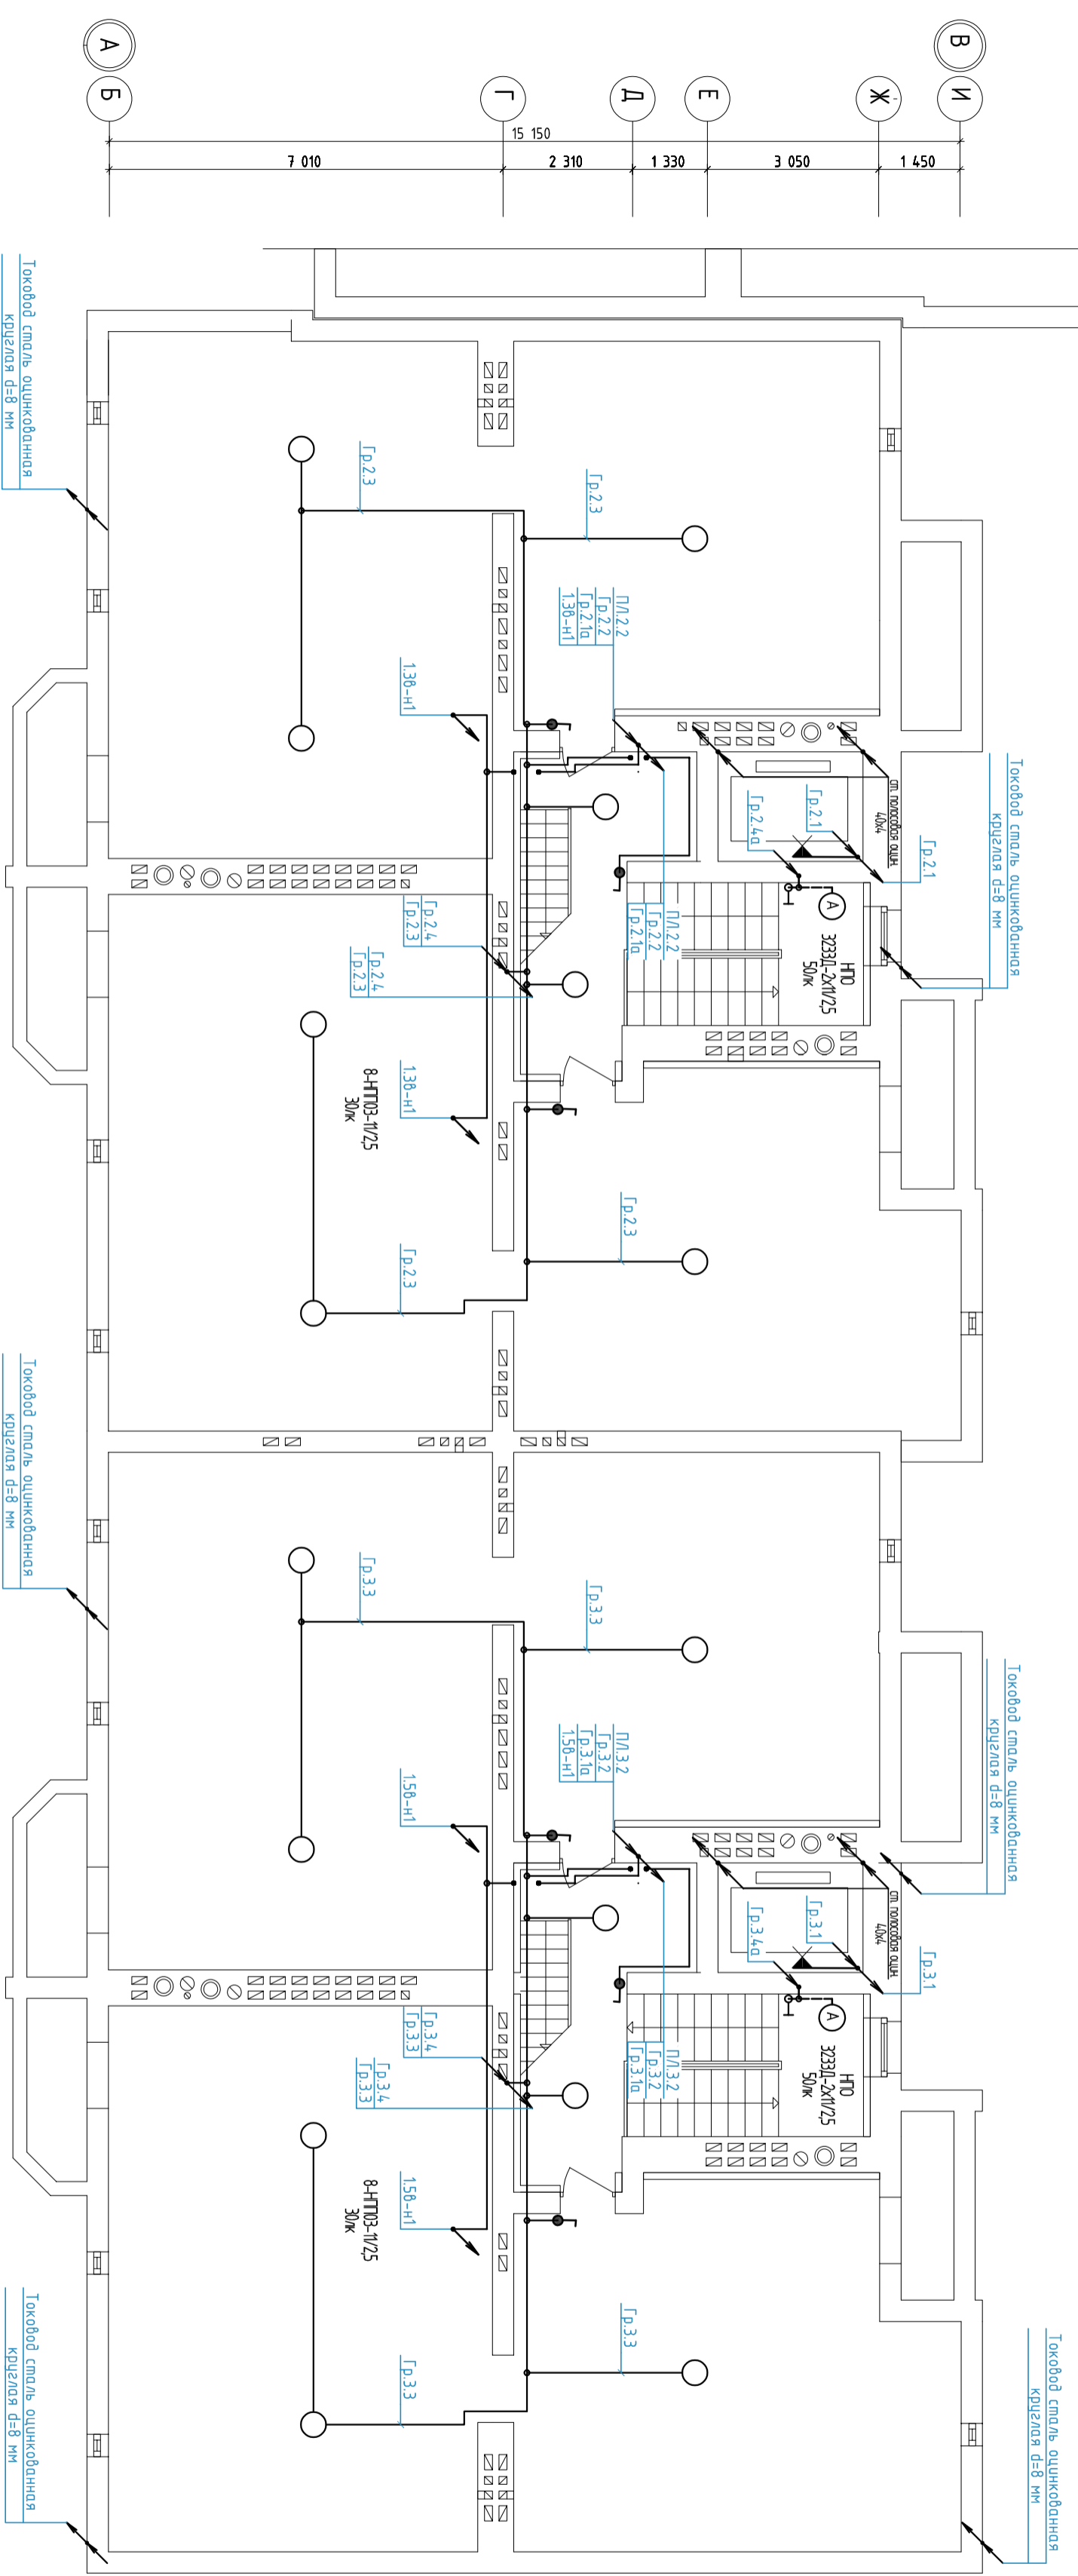 В
И
Ж
Е
Д
Г
А
Б
15 150
7 010
2 310
1 330
3 050
1 450
Токовод сталь оцинкованная
круглая d=8 мм
Токовод сталь оцинкованная
круглая d=8 мм
Токовод сталь оцинкованная
круглая d=8 мм
Токовод сталь оцинкованная
круглая d=8 мм
Гр.2.1
ст. полосовая оцин.
40х4
Гр.2.1
Гр.2.4а
А
НПО
3233Д-2х11/2,5
50лк
Гр.2.3
ПЛ.2.2
Гр.2.2
Гр.2.1а
1.3в-н1
ПЛ.2.2
Гр.2.2
Гр.2.1а
Гр.2.3
Гр.2.3
1.3в-н1
Гр.2.4
Гр.2.3
Гр.2.4
Гр.2.3
1.3в-н1
8-НПП03-11/2,5
30лк
Гр.2.3
Гр.3.1
ст. полосовая оцин.
40х4
Гр.3.1
Гр.3.4а
А
НПО
3233Д-2х11/2,5
50лк
Гр.3.3
ПЛ.3.2
Гр.3.2
Гр.3.1а
1.5в-н1
ПЛ.3.2
Гр.3.2
Гр.3.1а
Гр.3.3
Гр.3.3
1.5в-н1
Гр.3.4
Гр.3.3
Гр.3.4
Гр.3.3
1.5в-н1
8-НПП03-11/2,5
30лк
Гр.3.3
Токовод сталь оцинкованная
круглая d=8 мм
Токовод сталь оцинкованная
круглая d=8 мм